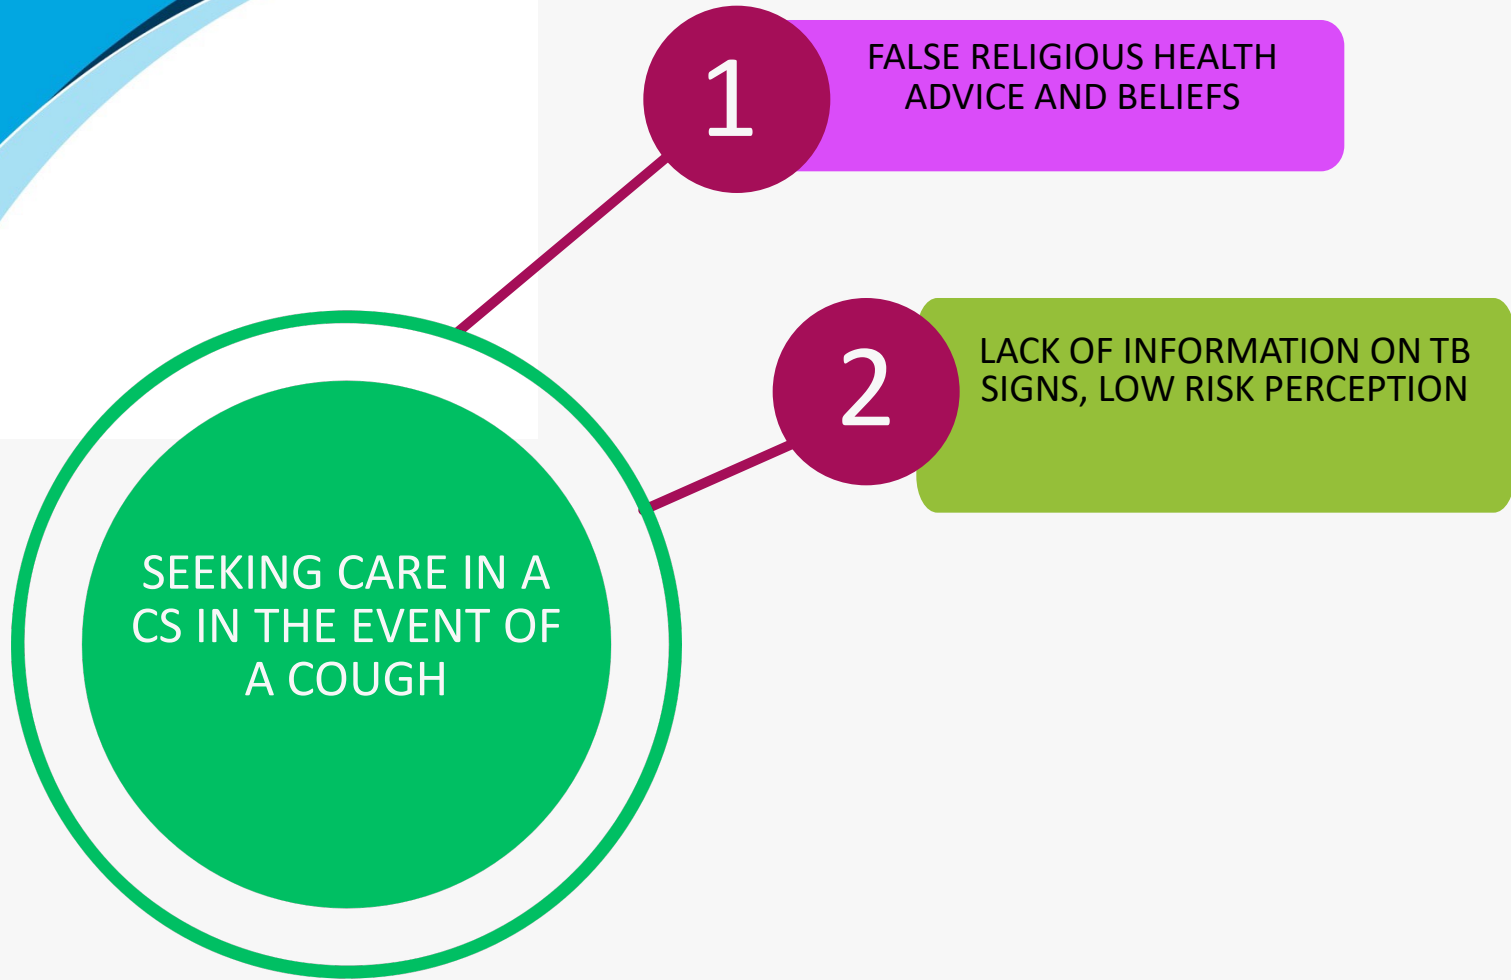 1
FALSE RELIGIOUS HEALTH
ADVICE AND BELIEFS
2
LACK OF INFORMATION ON TB
SIGNS, LOW RISK PERCEPTION
SEEKING CARE IN A
CS IN THE EVENT OF
A COUGH